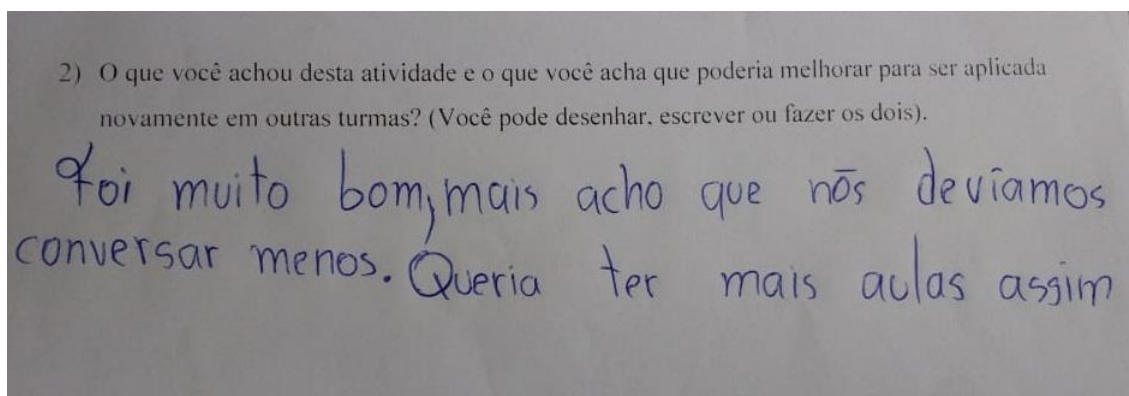 2) O que você achou desta atividade e o que você acha que poderia melhorar para ser aplicada
novamente em outras turmas? (Você pode desenhar, escrever ou fazer os dois).
Foi muito bom, mais acho que nós devíamos
conversar menos. Queria ter mais aulas assim